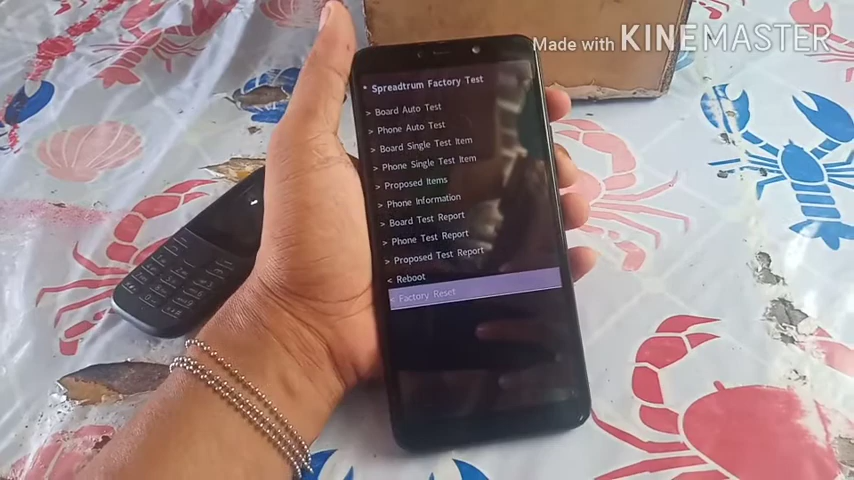 Made with KINEMASTER
Spreadtrum Factory Test
> Board Auto Test
> Phone Auto Test
> Board Single Test Item
> Phone Single Test Item
> Proposed Items
> Phone Information
> Board Test Report
> Phone Test Report
> Proposed Test Report
< Reboot
< Factory Reset